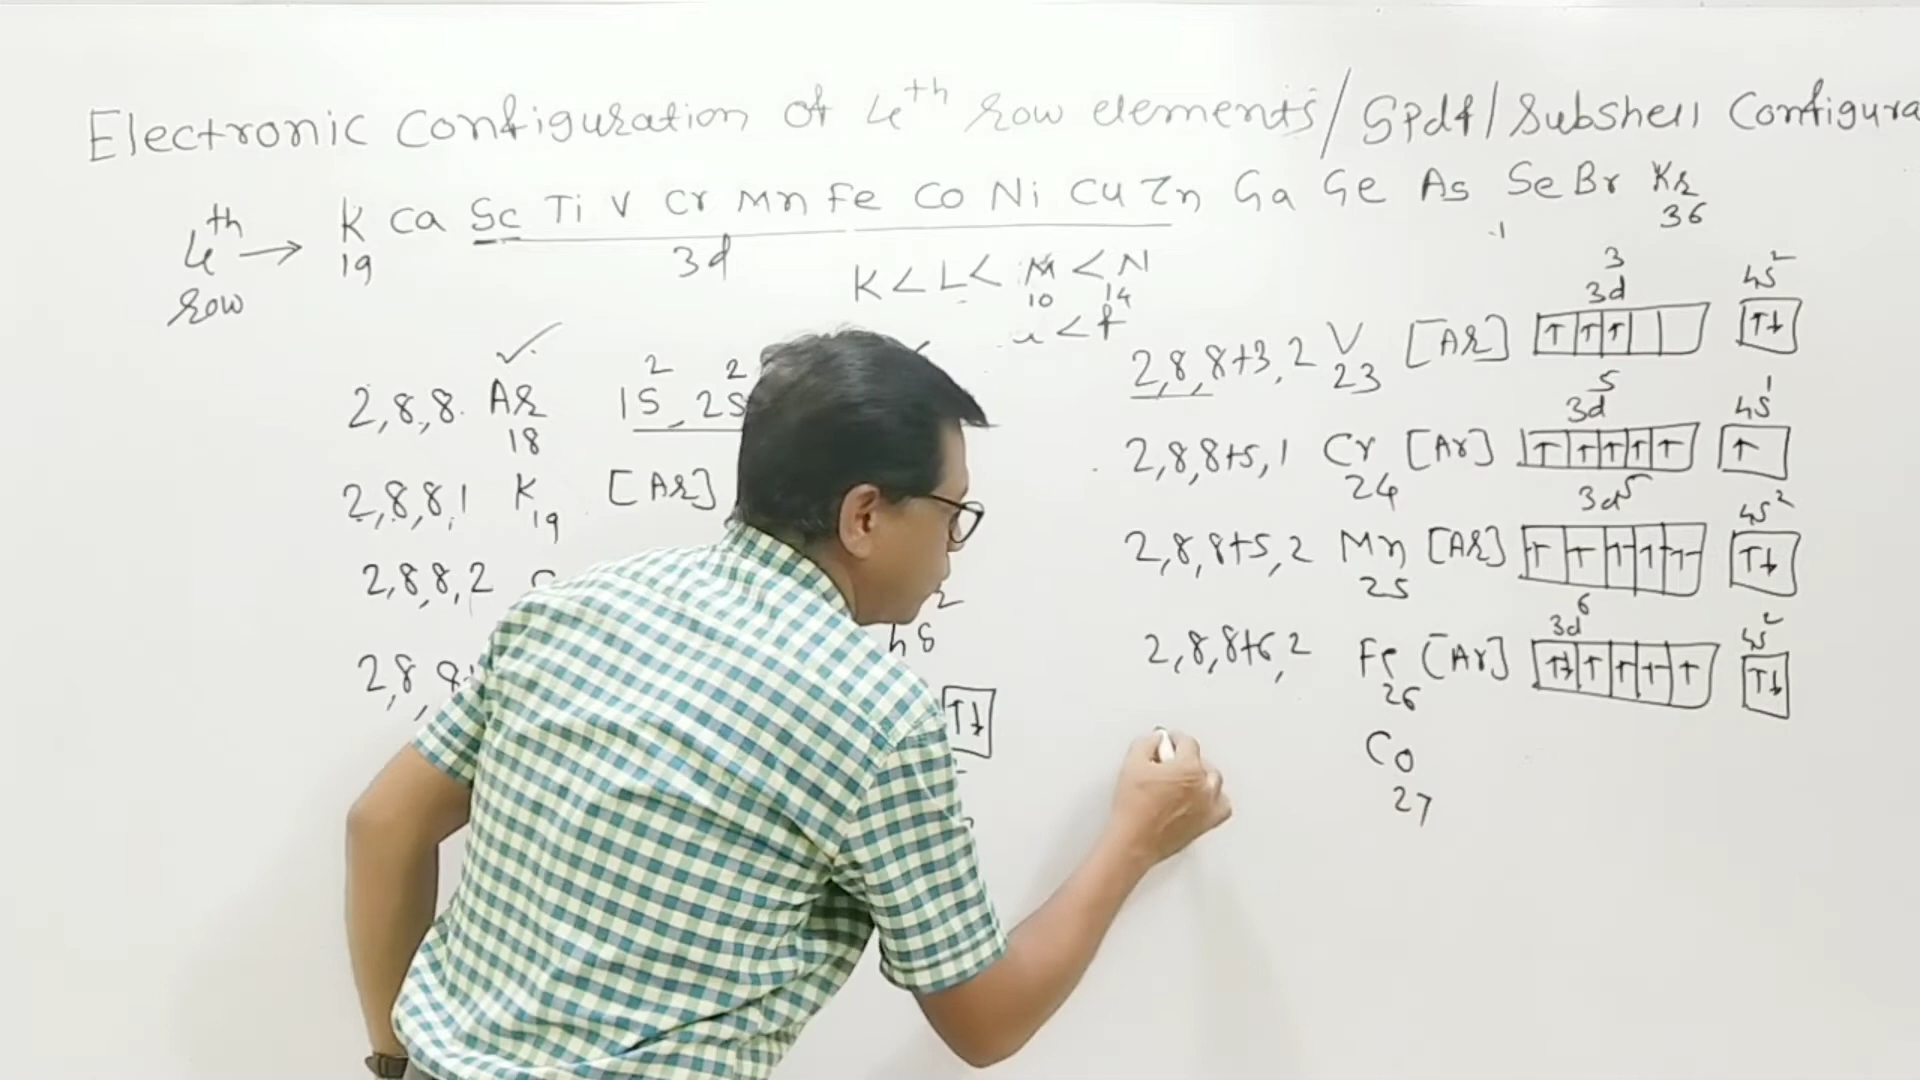 Electronic Configuration of 4th row elements/Spdf/Subshell Configura
4th row → K Ca Sc Ti V Cr Mn Fe Co Ni Cu Zn Ga Ge As Se Br Kr
19 3d 36
K < L < M < N
10 14
< f
2,8,8. Ar 1s² , 2s²
18
2,8,8,1 K [Ar]
19
2,8,8,2
2,8,
4s²
↑↓
2,8,8+3,2 V [Ar] 3d³ ↑ ↑ ↑ 4s² ↑↓
23
2,8,8+5,1 Cr [Ar] 3d⁵ ↑ ↑ ↑ ↑ ↑ 4s¹ ↑
24
2,8,8+5,2 Mn [Ar] 3d⁵ ↑ ↑ ↑ ↑ ↑ 4s² ↑↓
25
2,8,8+6,2 Fe [Ar] 3d⁶ ↑↓ ↑ ↑ ↑ ↑ 4s² ↑↓
26
Co
27